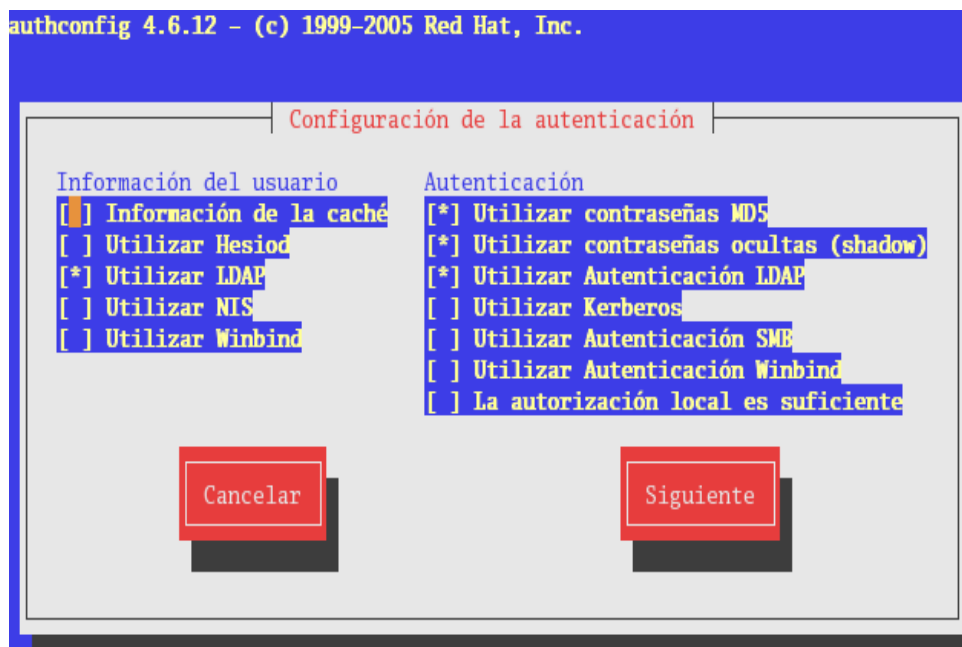 authconfig 4.6.12 - (c) 1999-2005 Red Hat, Inc.
Configuración de la autenticación
Información del usuario
[ ] Información de la caché
[ ] Utilizar Hesiod
[*] Utilizar LDAP
[ ] Utilizar NIS
[ ] Utilizar Winbind
Autenticación
[*] Utilizar contraseñas MD5
[*] Utilizar contraseñas ocultas (shadow)
[*] Utilizar Autenticación LDAP
[ ] Utilizar Kerberos
[ ] Utilizar Autenticación SMB
[ ] Utilizar Autenticación Winbind
[ ] La autorización local es suficiente
Cancelar
Siguiente